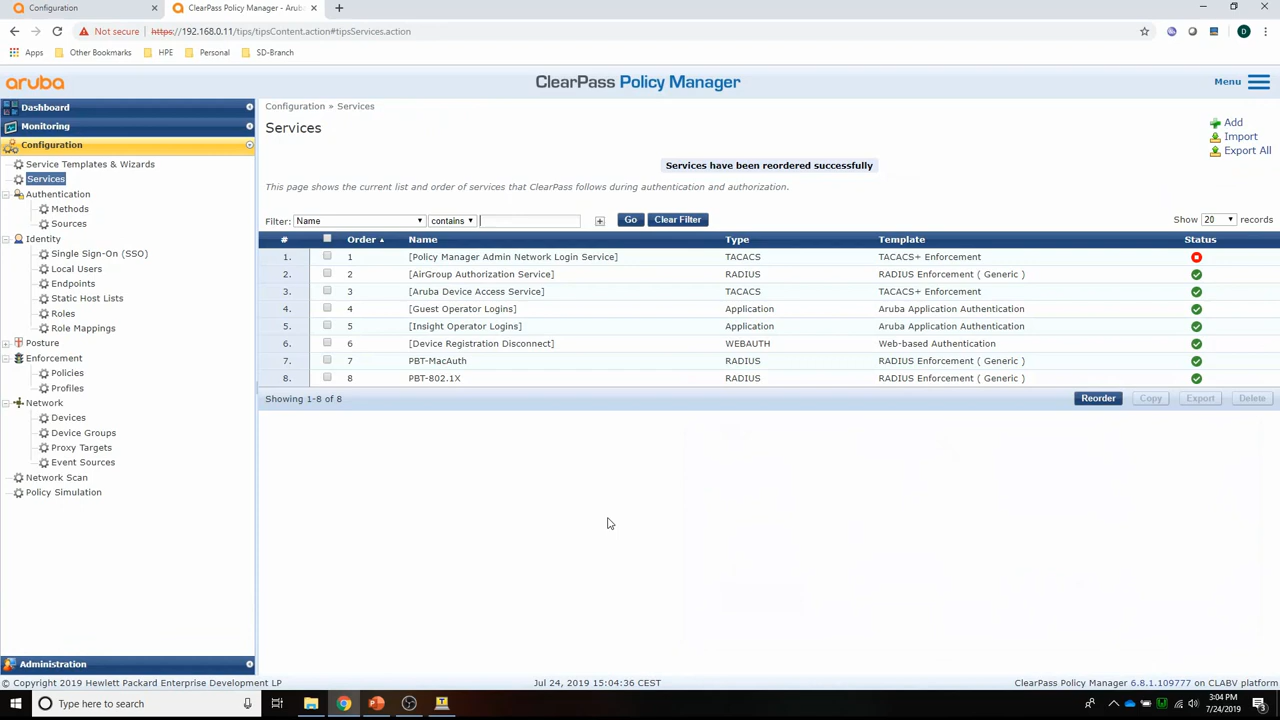 Configuration
ClearPass Policy Manager - Aruba
Not secure
https://192.168.0.11/tips/tipsContent.action#tipsServices.action
D
Apps
Other Bookmarks
HPE
Personal
SD-Branch
aruba
ClearPass Policy Manager
Menu
Dashboard
Monitoring
Configuration
Service Templates & Wizards
Services
Authentication
Methods
Sources
Identity
Single Sign-On (SSO)
Local Users
Endpoints
Static Host Lists
Roles
Role Mappings
Posture
Enforcement
Policies
Profiles
Network
Devices
Device Groups
Proxy Targets
Event Sources
Network Scan
Policy Simulation
Administration
Configuration » Services
Services
Add
Import
Export All
Services have been reordered successfully
This page shows the current list and order of services that ClearPass follows during authentication and authorization.
Filter: Name contains Go Clear Filter Show 20 records
# Order Name Type Template Status
1. 1 [Policy Manager Admin Network Login Service] TACACS TACACS+ Enforcement
2. 2 [AirGroup Authorization Service] RADIUS RADIUS Enforcement ( Generic )
3. 3 [Aruba Device Access Service] TACACS TACACS+ Enforcement
4. 4 [Guest Operator Logins] Application Aruba Application Authentication
5. 5 [Insight Operator Logins] Application Aruba Application Authentication
6. 6 [Device Registration Disconnect] WEBAUTH Web-based Authentication
7. 7 PBT-MacAuth RADIUS RADIUS Enforcement ( Generic )
8. 8 PBT-802.1X RADIUS RADIUS Enforcement ( Generic )
Showing 1-8 of 8 Reorder Copy Export Delete
© Copyright 2019 Hewlett Packard Enterprise Development LP Jul 24, 2019 15:04:36 CEST ClearPass Policy Manager 6.8.1.109777 on CLABV platform
Type here to search
3:04 PM
7/24/2019